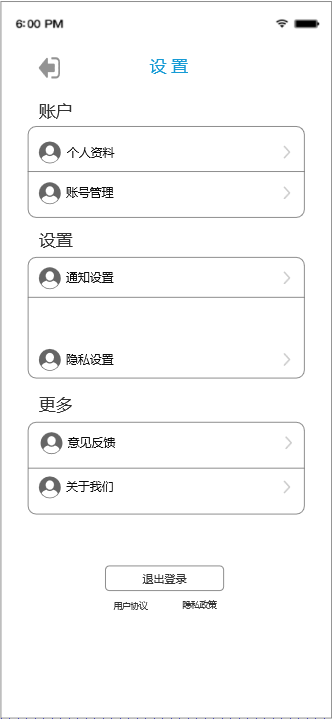 6:00 PM
设置
账户
个人资料
账号管理
设置
通知设置
隐私设置
更多
意见反馈
关于我们
退出登录
用户协议 隐私政策